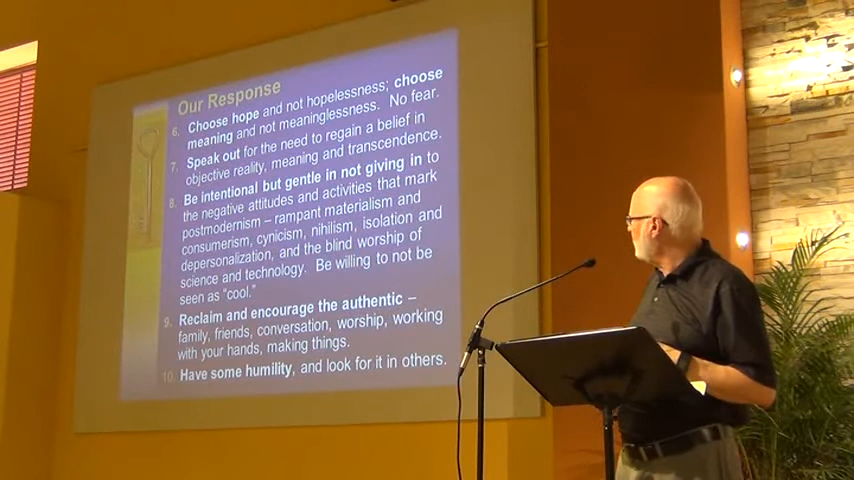 Our Response
6. Choose hope and not hopelessness; choose
meaning and not meaninglessness. No fear.
7. Speak out for the need to regain a belief in
objective reality, meaning and transcendence.
8. Be intentional but gentle in not giving in to
the negative attitudes and activities that mark
postmodernism – rampant materialism and
consumerism, cynicism, nihilism, isolation and
depersonalization, and the blind worship of
science and technology. Be willing to not be
seen as “cool.”
9. Reclaim and encourage the authentic –
family, friends, conversation, worship, working
with your hands, making things.
10. Have some humility, and look for it in others.